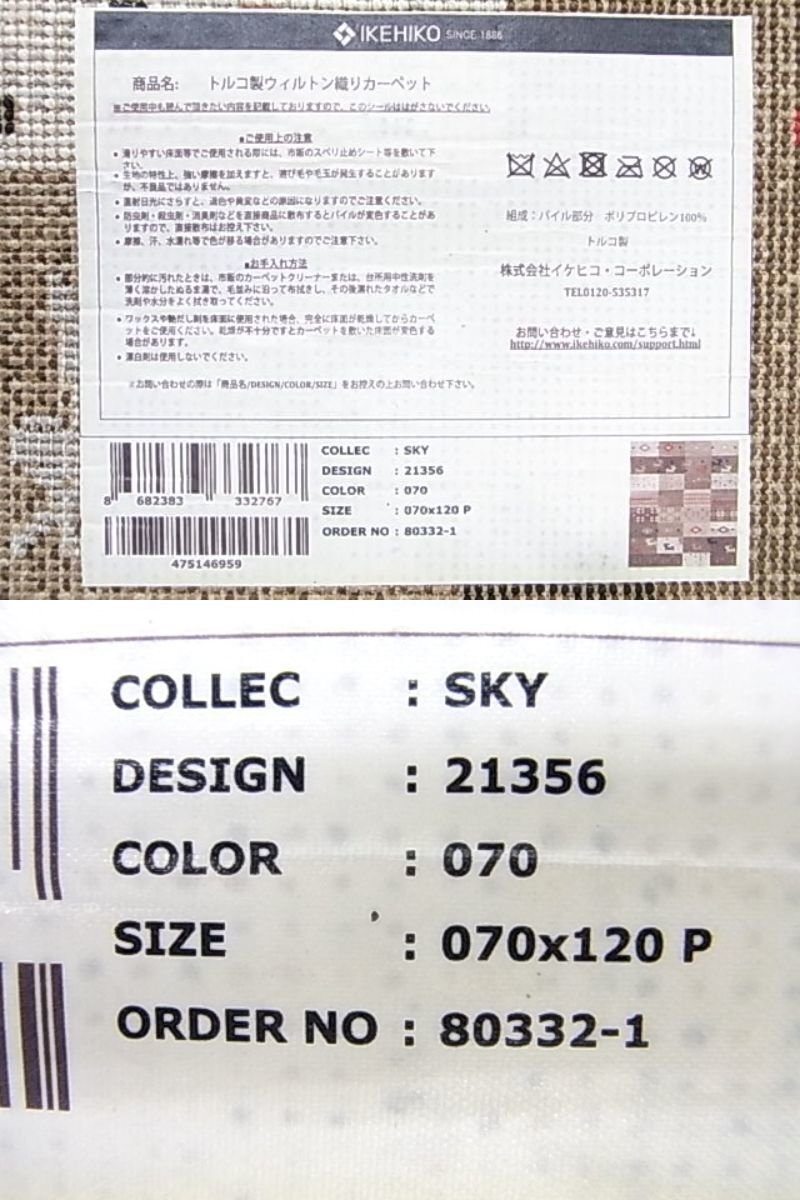 IKEHIKO SINCE 1886
商品名: トルコ製ウィルトン織りカーペット
※ご使用中も読んで頂きたい内容を記載しておりますので、このシールははがさないでください。
■ご使用上の注意
• 滑りやすい床面等でご使用される際には、市販のスベリ止めシート等を敷いて下
さい。
• 生地の特性上、強い摩擦を加えますと、遊び毛や毛玉が発生することがあります
が、不良品ではありません。
• 直射日光にさらすと、退色や黄変などの原因になりますのでご注意ください。
• 防虫剤・殺虫剤・消臭剤などを直接商品に散布するとパイルが変色することがあ
りますので、直接散布はお控え下さい。
• 摩擦、汗、水濡れ等で色が移る場合がありますのでご注意下さい。
■お手入れ方法
• 部分的に汚れたときは、市販のカーペットクリーナーまたは、台所用中性洗剤を
薄く溶かしたぬるま湯で、毛並みに沿って布拭きし、その後濡れたタオルなどで
洗剤や水分をよく拭き取ってください。
• ワックスや艶だし剤を床面に使用された場合、完全に床面が乾燥してからカーペ
ットをご使用ください。乾燥が不十分ですとカーペットを敷いた床面が変色する
場合があります。
• 漂白剤は使用しないでください。
※お問い合わせの際は「商品名/DESIGN/COLOR/SIZE」をお控えの上お問い合わせ下さい。
組成：パイル部分 ポリプロピレン100%
トルコ製
株式会社イケヒコ・コーポレーション
TEL0120-535317
お問い合わせ・ご意見はこちらまで↓
http://www.ikehiko.com/support.html
8 682383 332767
475146959
COLLEC : SKY
DESIGN : 21356
COLOR : 070
SIZE : 070x120 P
ORDER NO : 80332-1
COLLEC : SKY
DESIGN : 21356
COLOR : 070
SIZE : 070x120 P
ORDER NO : 80332-1